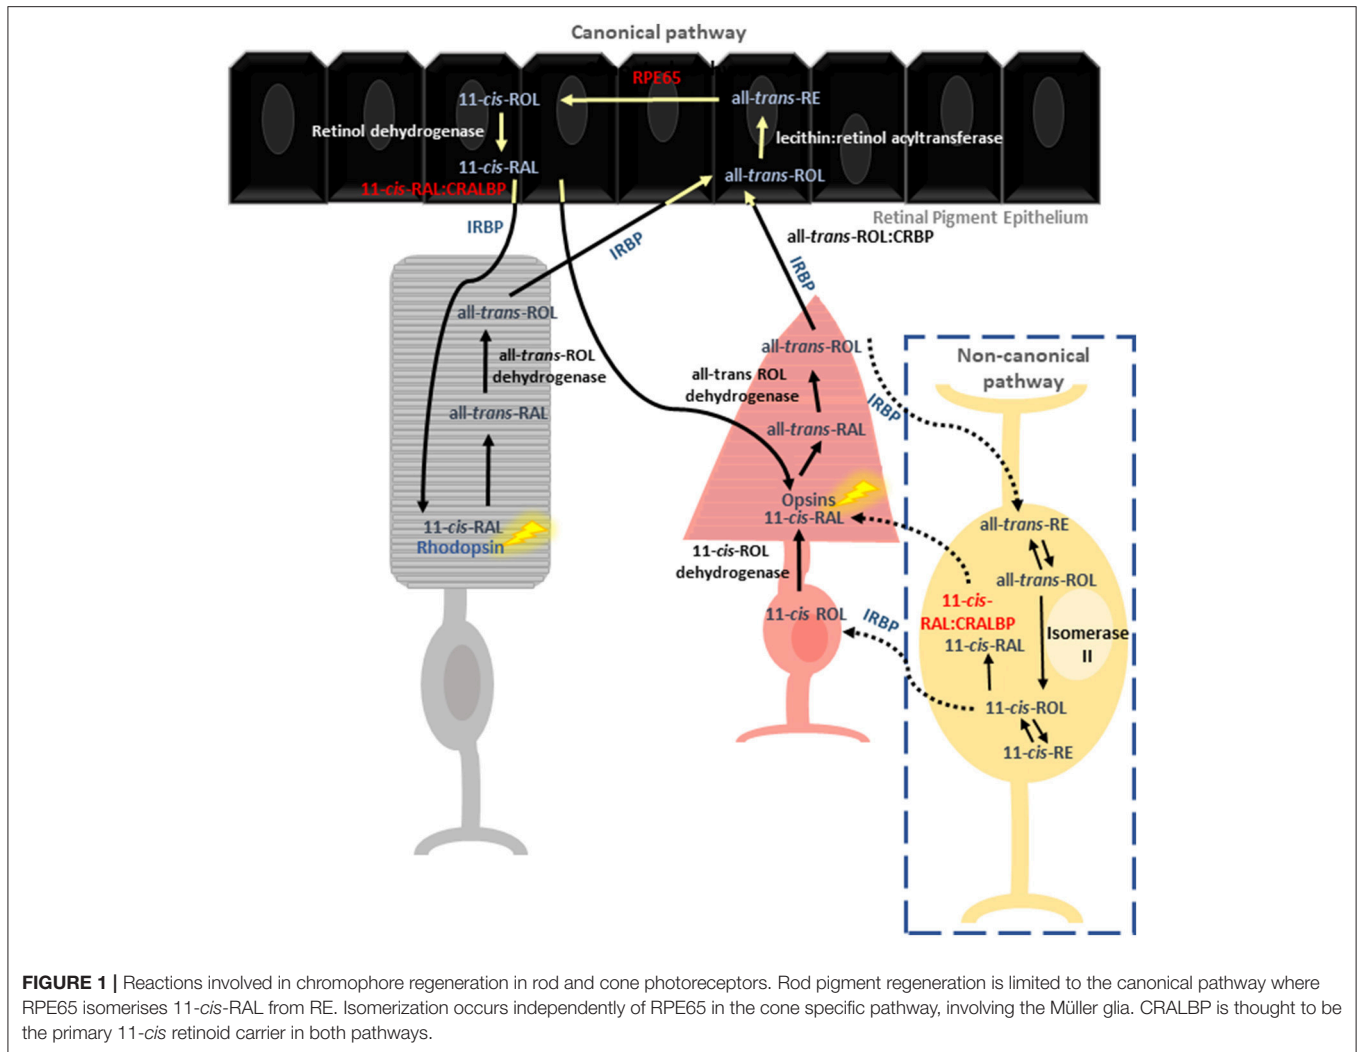 Canonical pathway
RPE65
11-cis-ROL
all-trans-RE
Retinol dehydrogenase
lecithin:retinol acyltransferase
11-cis-RAL
all-trans-ROL
11-cis-RAL:CRALBP
Retinal Pigment Epithelium
IRBP
IRBP
all-trans-ROL:CRBP
IRBP
all-trans-ROL
all-trans-ROL
dehydrogenase
all-trans-RAL
11-cis-RAL
Rhodopsin
all-trans-ROL
all-trans ROL
dehydrogenase
all-trans-RAL
Opsins
11-cis-RAL
11-cis-ROL
dehydrogenase
11-cis ROL
IRBP
IRBP
Non-canonical
pathway
all-trans-RE
all-trans-ROL
11-cis-
RAL:CRALBP
11-cis-RAL
Isomerase
II
11-cis-ROL
11-cis-RE
FIGURE 1 | Reactions involved in chromophore regeneration in rod and cone photoreceptors. Rod pigment regeneration is limited to the canonical pathway where
RPE65 isomerises 11-cis-RAL from RE. Isomerization occurs independently of RPE65 in the cone specific pathway, involving the Müller glia. CRALBP is thought to be
the primary 11-cis retinoid carrier in both pathways.